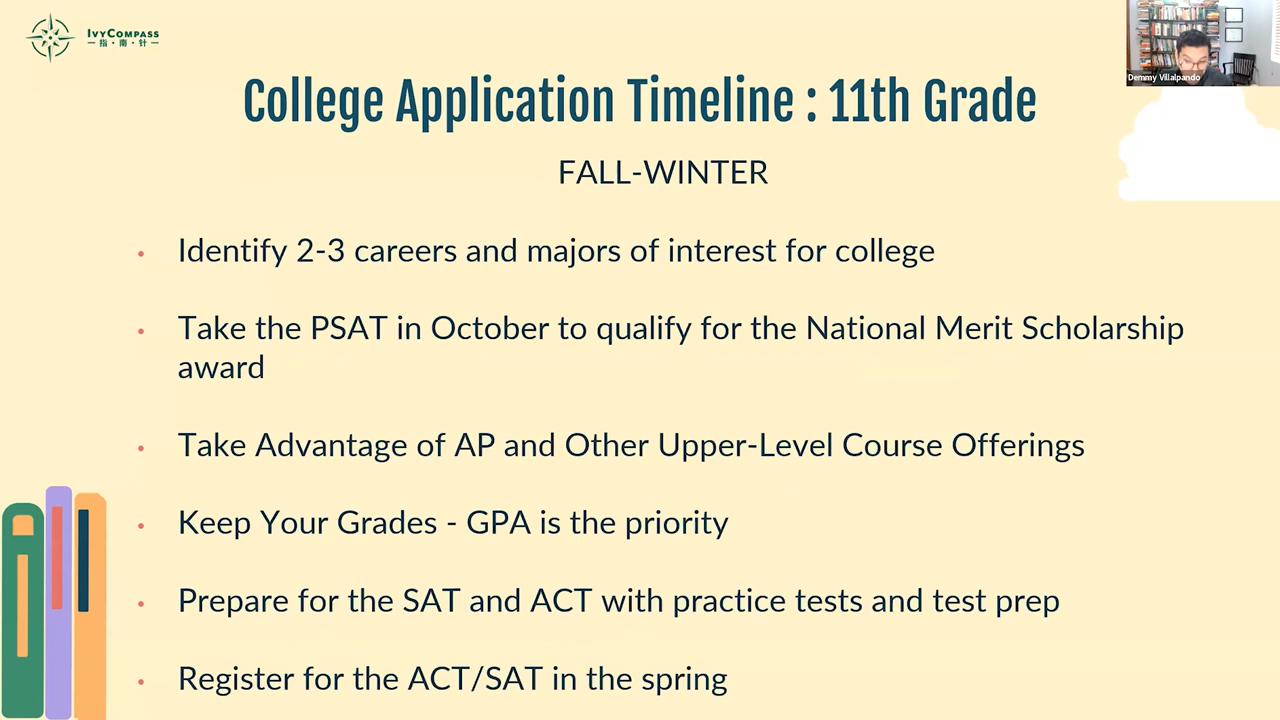 IvyCompass
一指·南·针一
Demmy Villalpando
College Application Timeline : 11th Grade
FALL-WINTER
• Identify 2-3 careers and majors of interest for college
• Take the PSAT in October to qualify for the National Merit Scholarship
award
• Take Advantage of AP and Other Upper-Level Course Offerings
• Keep Your Grades - GPA is the priority
• Prepare for the SAT and ACT with practice tests and test prep
• Register for the ACT/SAT in the spring